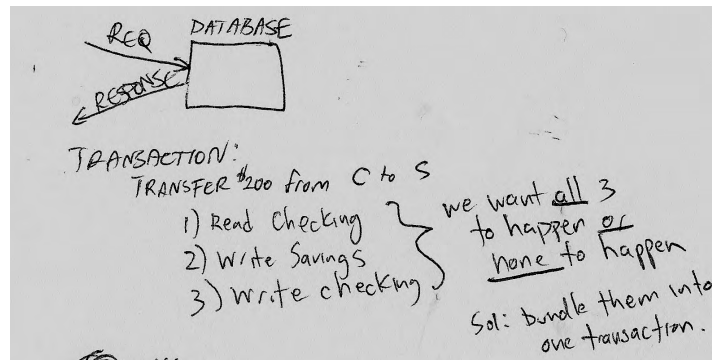 DATABASE
REQ
RESPONSE
TRANSACTION:
TRANSFER $200 from C to S
1) Read Checking
2) Write Savings
3) Write checking
we want all 3
to happen or
none to happen
Sol: bundle them into
one transaction.